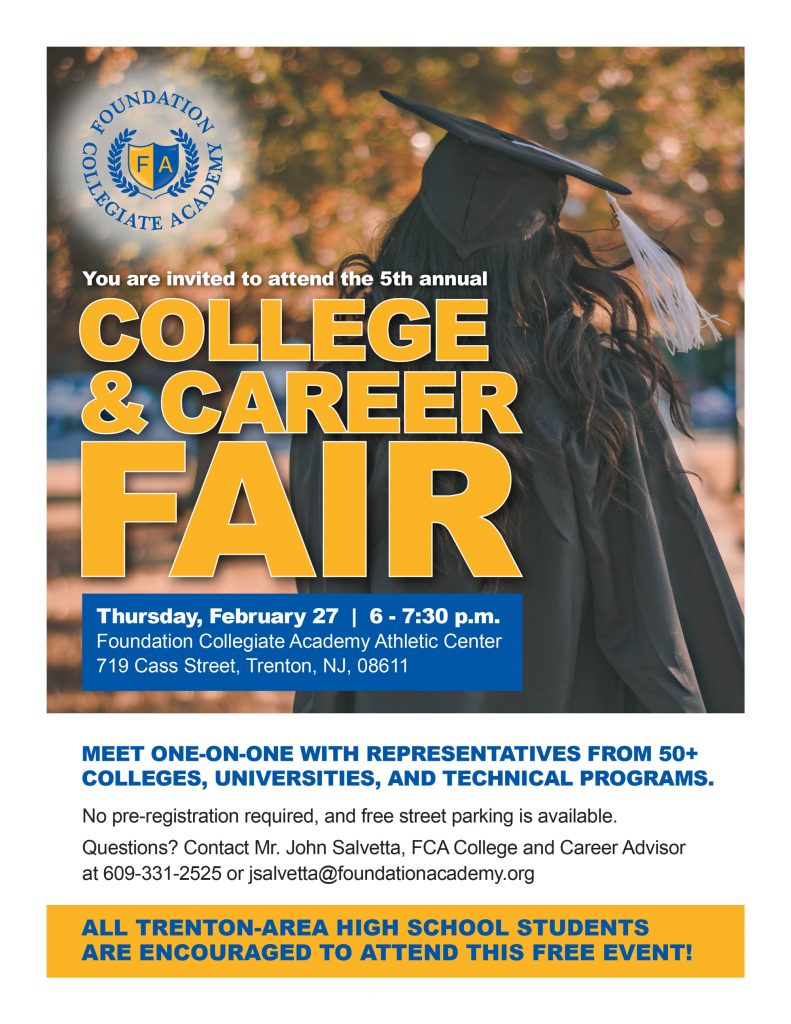 FOUNDATION
COLLEGIATE ACADEMY
F A
You are invited to attend the 5th annual
COLLEGE
& CAREER
FAIR
Thursday, February 27 | 6 - 7:30 p.m.
Foundation Collegiate Academy Athletic Center
719 Cass Street, Trenton, NJ, 08611
MEET ONE-ON-ONE WITH REPRESENTATIVES FROM 50+
COLLEGES, UNIVERSITIES, AND TECHNICAL PROGRAMS.
No pre-registration required, and free street parking is available.
Questions? Contact Mr. John Salvetta, FCA College and Career Advisor
at 609-331-2525 or jsalvetta@foundationacademy.org
ALL TRENTON-AREA HIGH SCHOOL STUDENTS
ARE ENCOURAGED TO ATTEND THIS FREE EVENT!